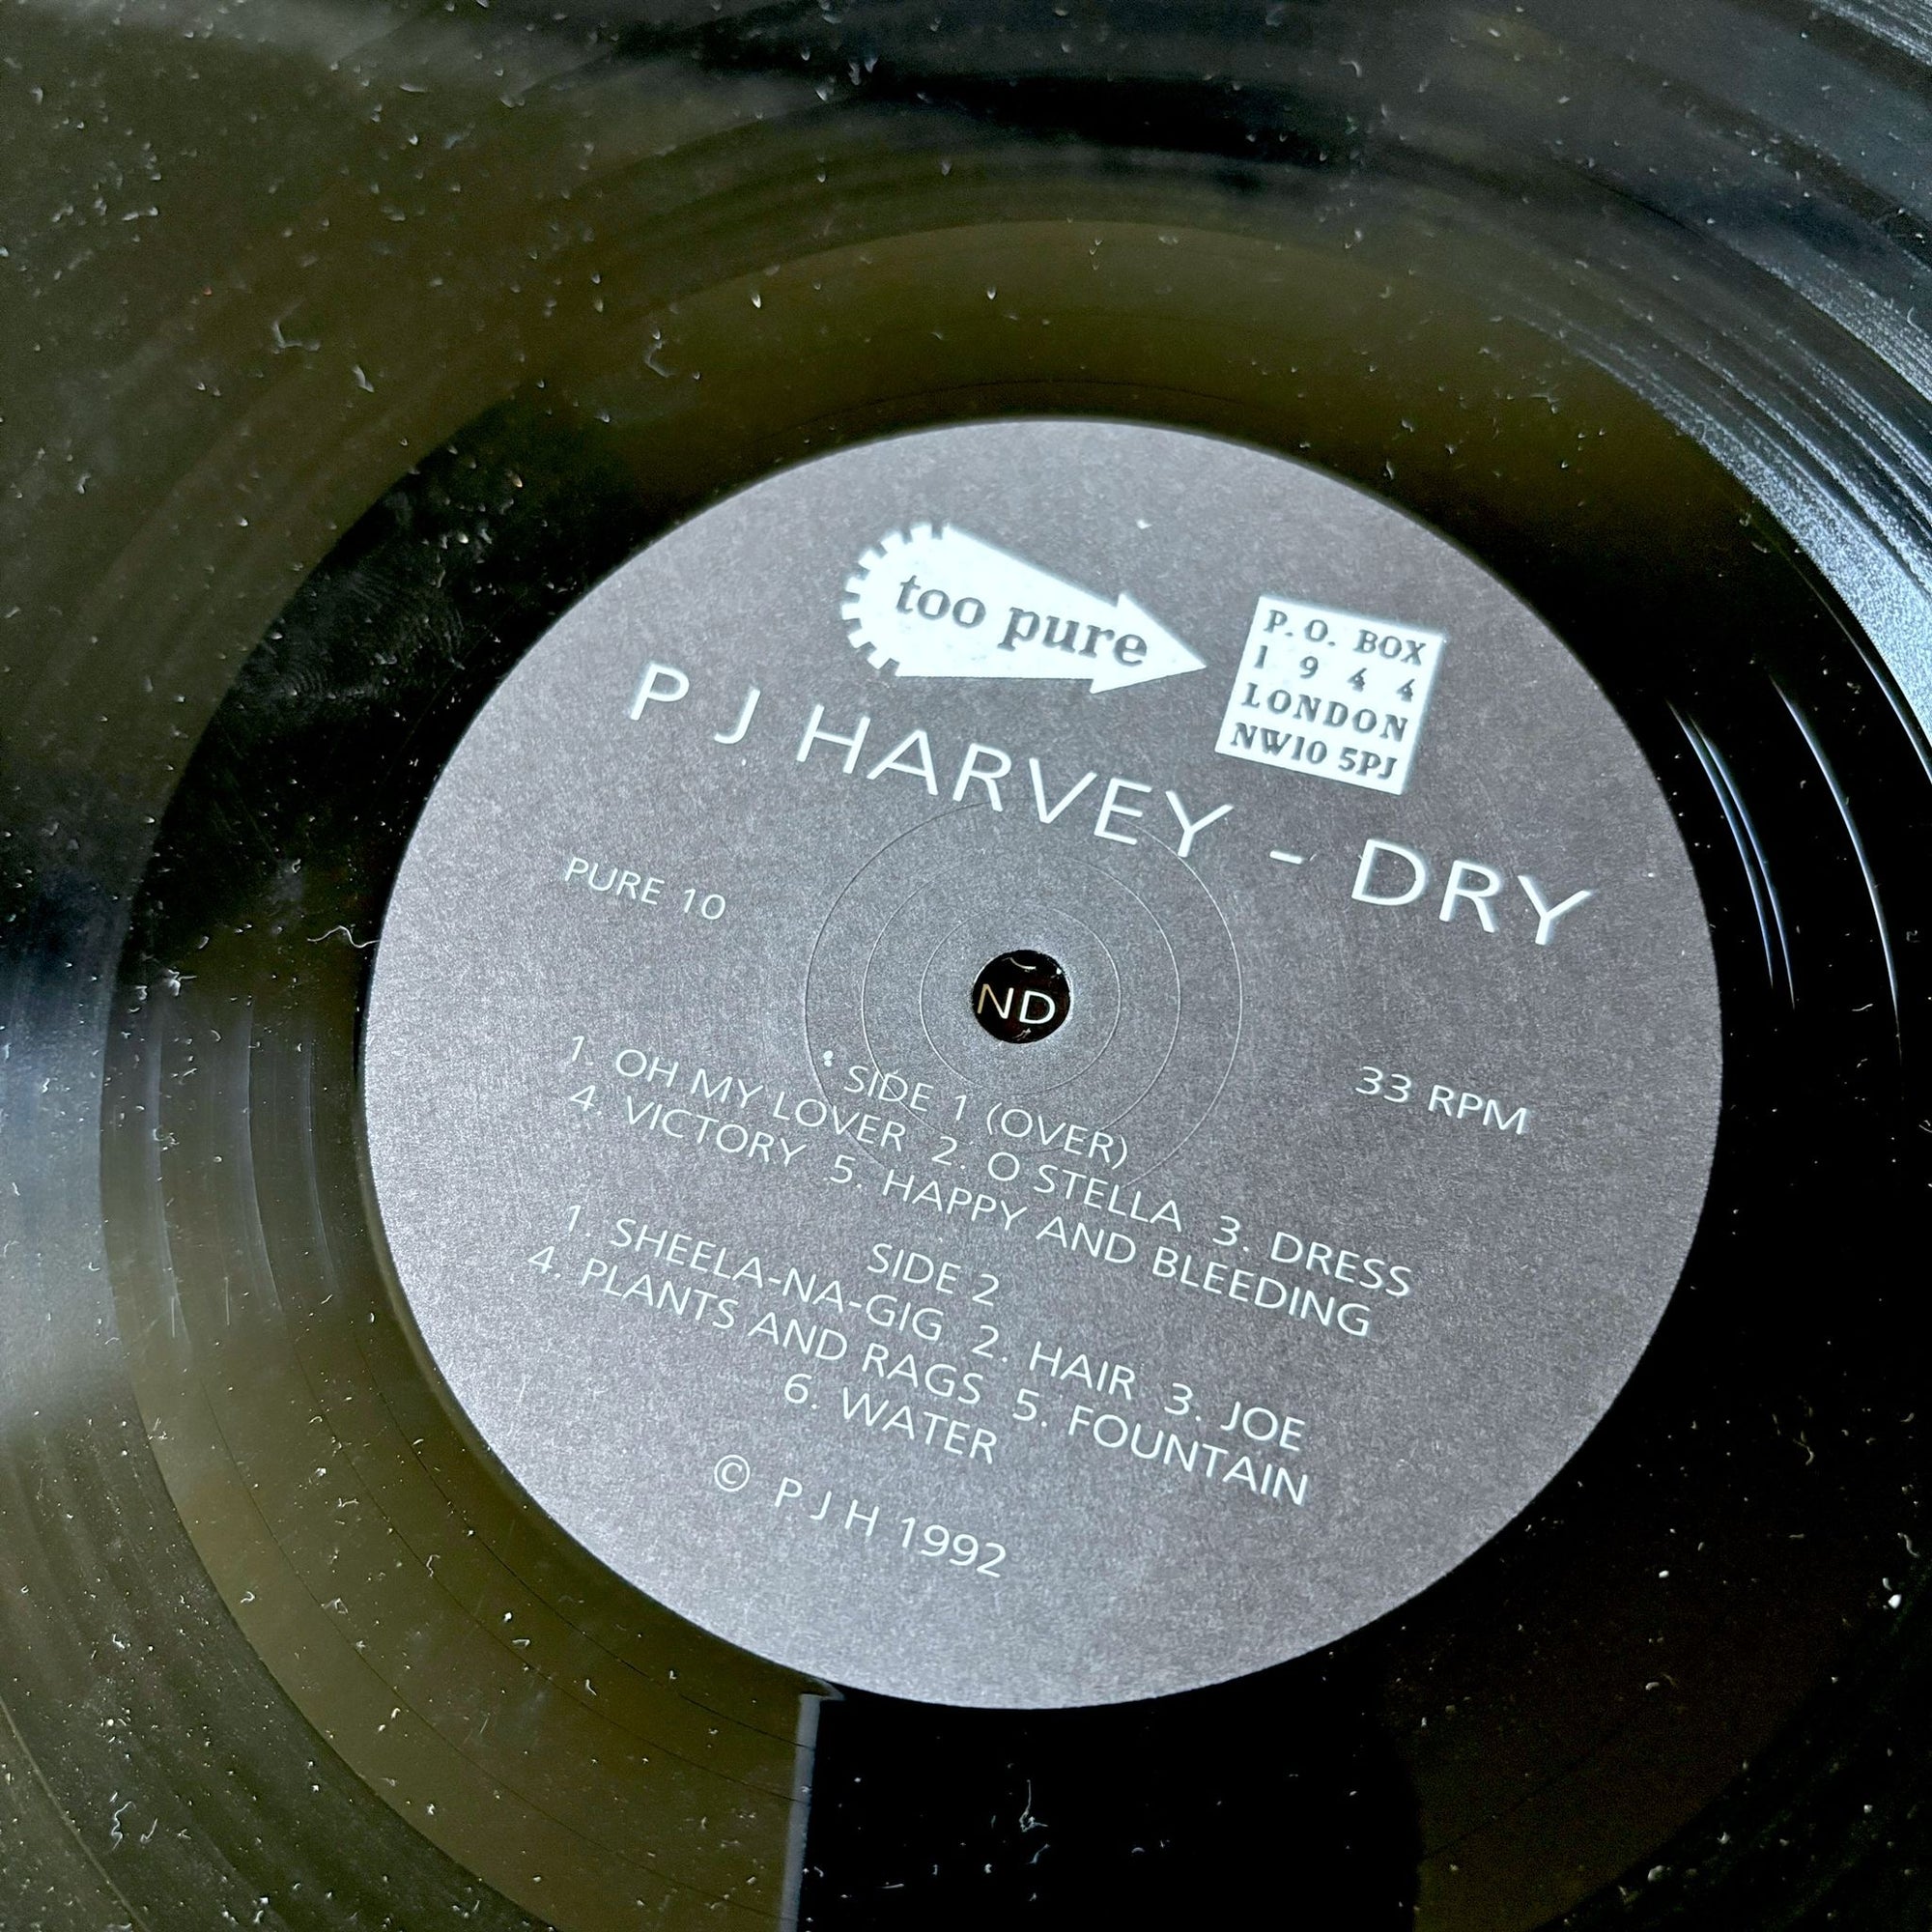 too pure
P. O. BOX
1 9 4 4
LONDON
NW10 5PJ
P J HARVEY - DRY
PURE 10
ND
33 RPM
SIDE 1 (OVER)
1. OH MY LOVER 2. O STELLA 3. DRESS
4. VICTORY 5. HAPPY AND BLEEDING
SIDE 2
1. SHEELA-NA-GIG 2. HAIR 3. JOE
4. PLANTS AND RAGS 5. FOUNTAIN
6. WATER
© P J H 1992